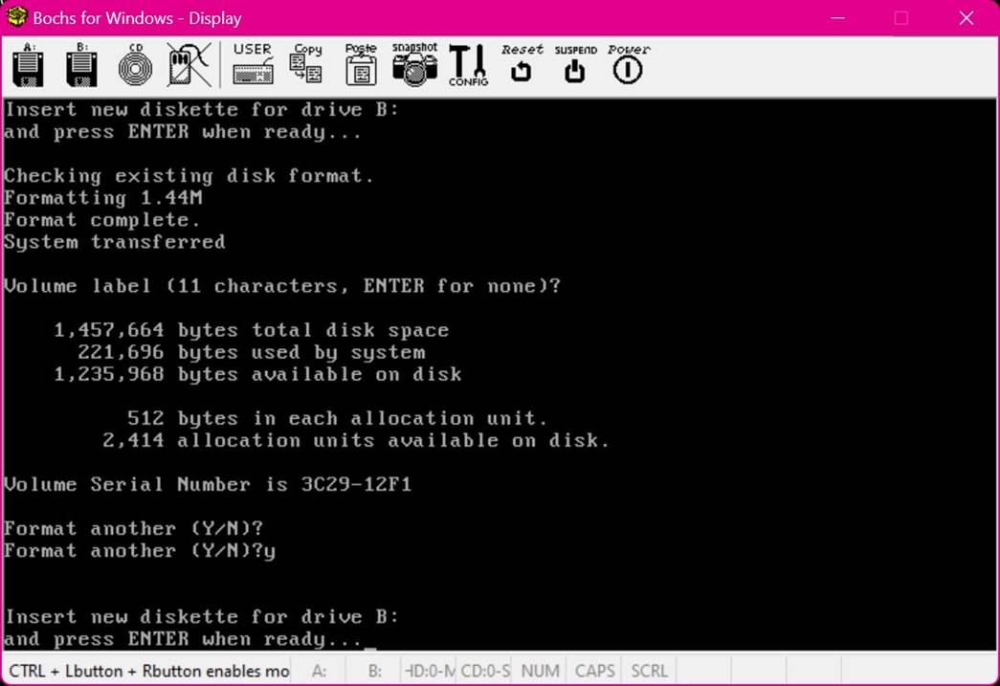 Bochs for Windows - Display
A:
B:
CD
USER
Copy
Paste
snapshot
CONFIG
Reset
SUSPEND
Power
Insert new diskette for drive B:
and press ENTER when ready...
Checking existing disk format.
Formatting 1.44M
Format complete.
System transferred
Volume label (11 characters, ENTER for none)?
1,457,664 bytes total disk space
221,696 bytes used by system
1,235,968 bytes available on disk
512 bytes in each allocation unit.
2,414 allocation units available on disk.
Volume Serial Number is 3C29-12F1
Format another (Y/N)?
Format another (Y/N)?y
Insert new diskette for drive B:
and press ENTER when ready..._
CTRL + Lbutton + Rbutton enables mo A: B: HD:0-M CD:0-S NUM CAPS SCRL